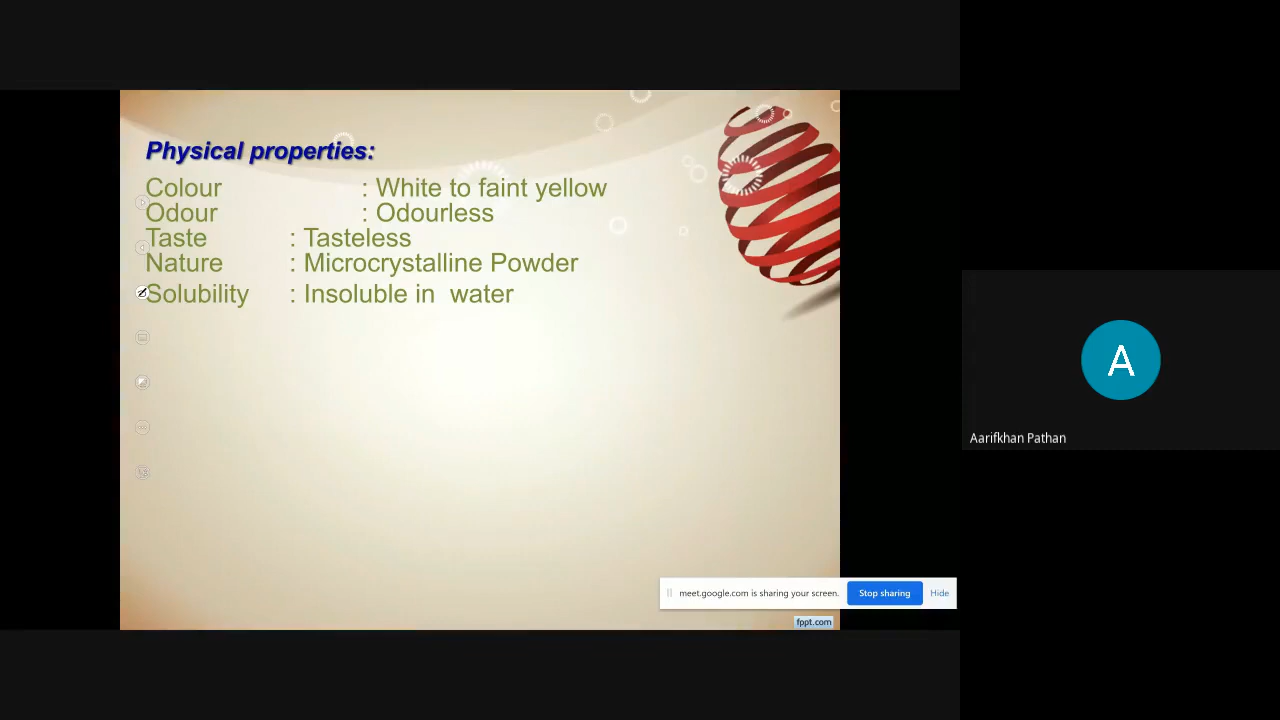 Physical properties:
Colour : White to faint yellow
Odour : Odourless
Taste : Tasteless
Nature : Microcrystalline Powder
Solubility : Insoluble in water
A
Aarifkhan Pathan
meet.google.com is sharing your screen.
Stop sharing
Hide
fppt.com